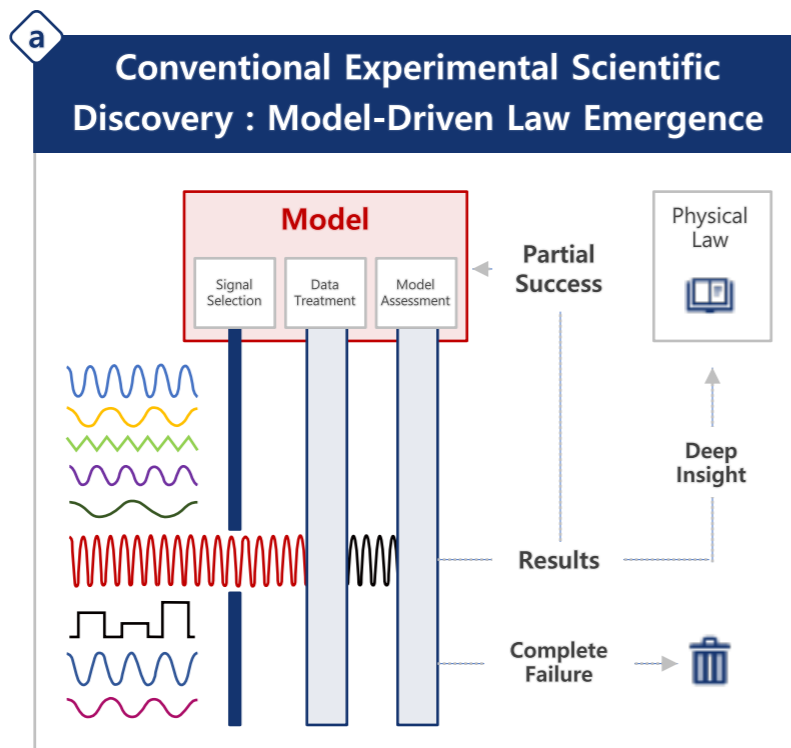 a
Conventional Experimental Scientific
Discovery : Model-Driven Law Emergence
Model
Signal
Selection
Data
Treatment
Model
Assessment
Partial
Success
Physical
Law
Deep
Insight
Results
Complete
Failure